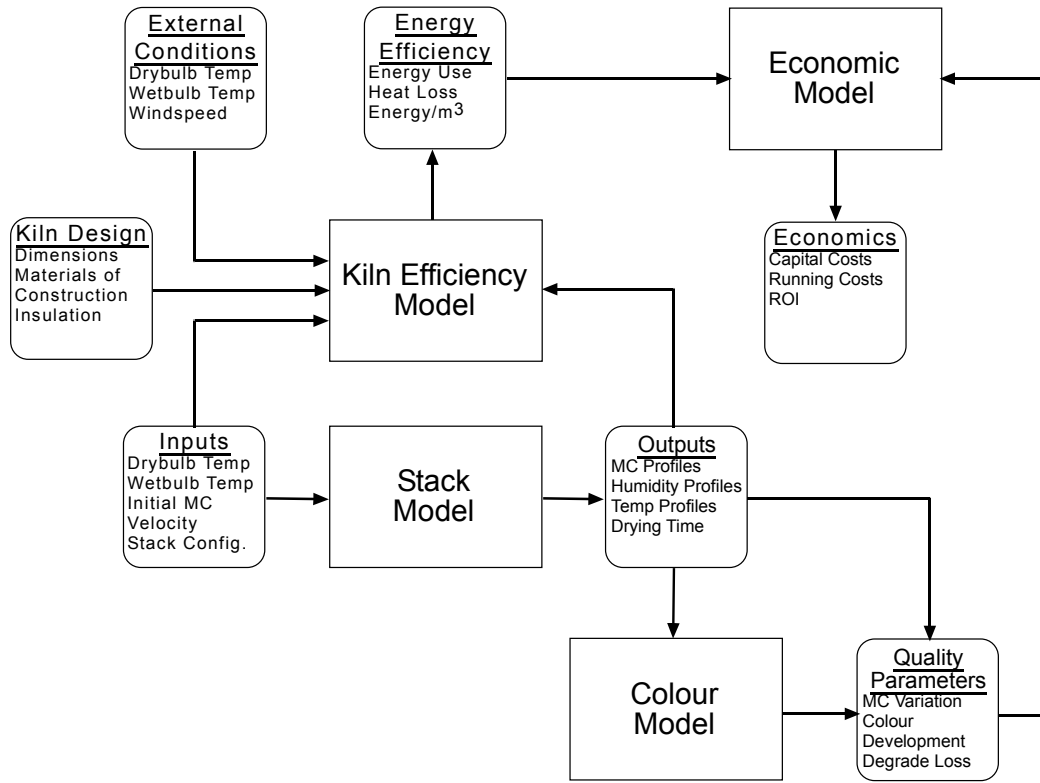 External
Conditions
Drybulb Temp
Wetbulb Temp
Windspeed
Energy
Efficiency
Energy Use
Heat Loss
Energy/m³
Economic
Model
Kiln Design
Dimensions
Materials of
Construction
Insulation
Kiln Efficiency
Model
Economics
Capital Costs
Running Costs
ROI
Inputs
Drybulb Temp
Wetbulb Temp
Initial MC
Velocity
Stack Config.
Stack
Model
Outputs
MC Profiles
Humidity Profiles
Temp Profiles
Drying Time
Colour
Model
Quality
Parameters
MC Variation
Colour
Development
Degrade Loss